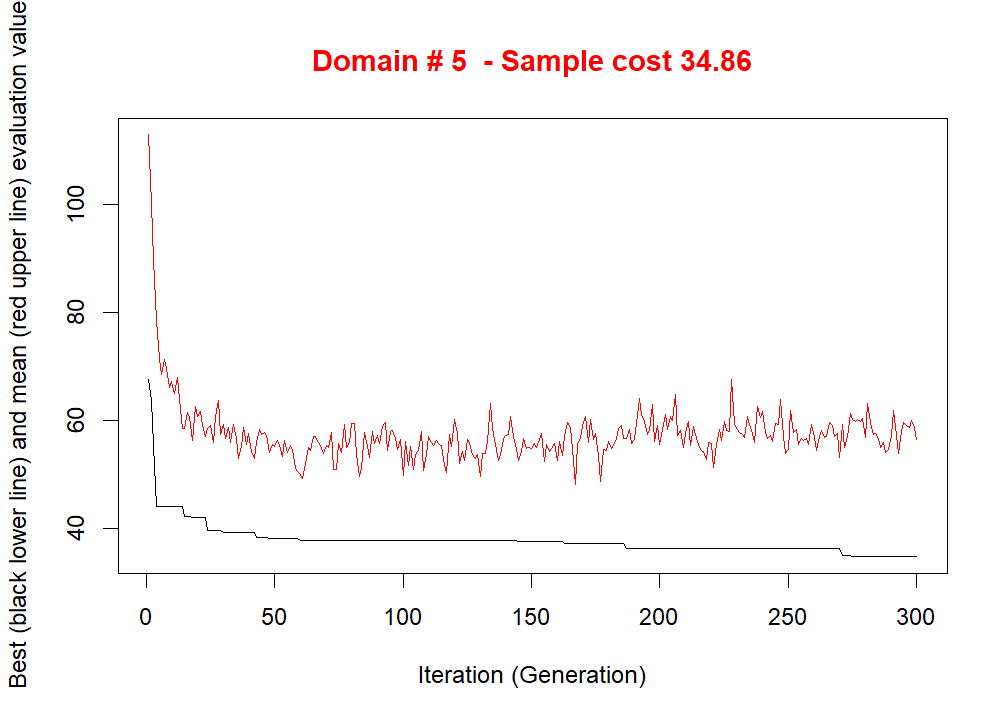 Domain # 5  - Sample cost 34.86
Best (black lower line) and mean (red upper line) evaluation value
100
80
60
40
0 50 100 150 200 250 300
Iteration (Generation)